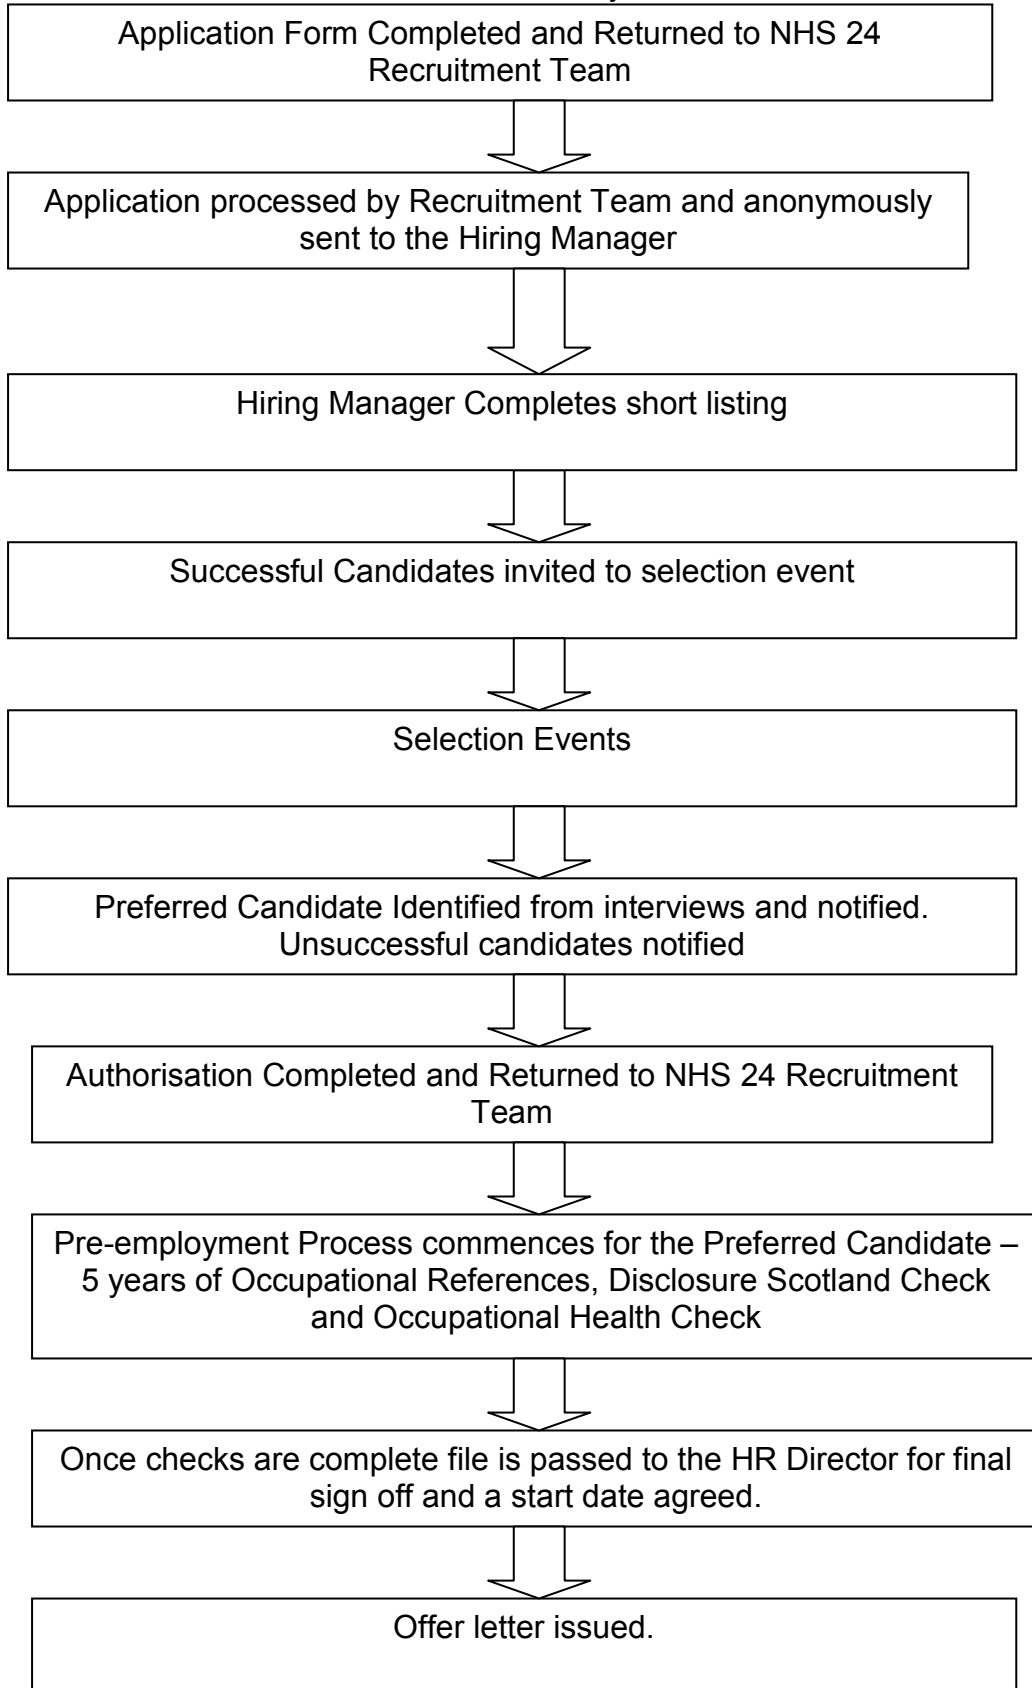 Application Form Completed and Returned to NHS 24
Recruitment Team
Application processed by Recruitment Team and anonymously
sent to the Hiring Manager
Hiring Manager Completes short listing
Successful Candidates invited to selection event
Selection Events
Preferred Candidate Identified from interviews and notified.
Unsuccessful candidates notified
Authorisation Completed and Returned to NHS 24 Recruitment
Team
Pre-employment Process commences for the Preferred Candidate –
5 years of Occupational References, Disclosure Scotland Check
and Occupational Health Check
Once checks are complete file is passed to the HR Director for final
sign off and a start date agreed.
Offer letter issued.